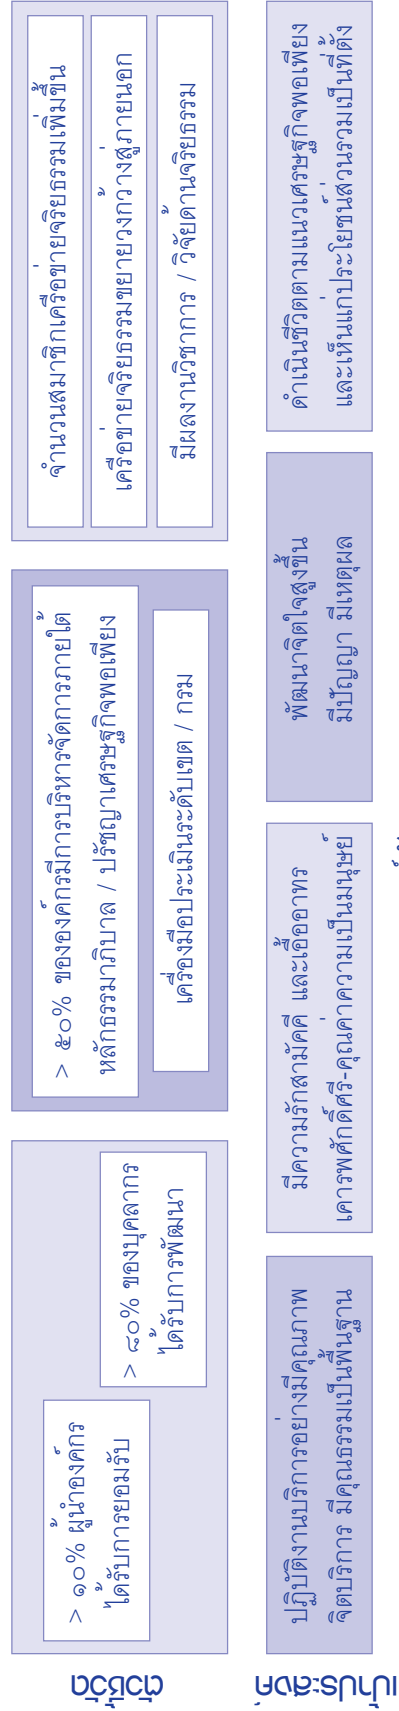 ตัวชี้วัด
> ๑๐% ผู้นำองค์กร
ได้รับการยอมรับ
> ๘๐% ของบุคลากร
ได้รับการพัฒนา
> ๕๐% ขององค์กรมีการบริหารจัดการภายใต้
หลักธรรมาภิบาล / ปรัชญาเศรษฐกิจพอเพียง
เครื่องมือประเมินระดับเขต / กรม
จำนวนสมาชิกเครือข่ายจริยธรรมเพิ่มขึ้น
เครือข่ายจริยธรรมขยายวงกว้างสู่ภายนอก
มีผลงานวิชาการ / วิจัยด้านจริยธรรม
เป้าประสงค์
ปฏิบัติงานบริการอย่างมีคุณภาพ
จิตบริการ มีคุณธรรมเป็นพื้นฐาน
มีความรักสามัคคี และเอื้ออาทร
เคารพศักดิ์ศรี-คุณค่าความเป็นมนุษย์
พัฒนาจิตใจสูงขึ้น
มีปัญญา มีเหตุผล
ดำเนินชีวิตตามแนวเศรษฐกิจพอเพียง
และเห็นแก่ประโยชน์ส่วนรวมเป็นที่ตั้ง